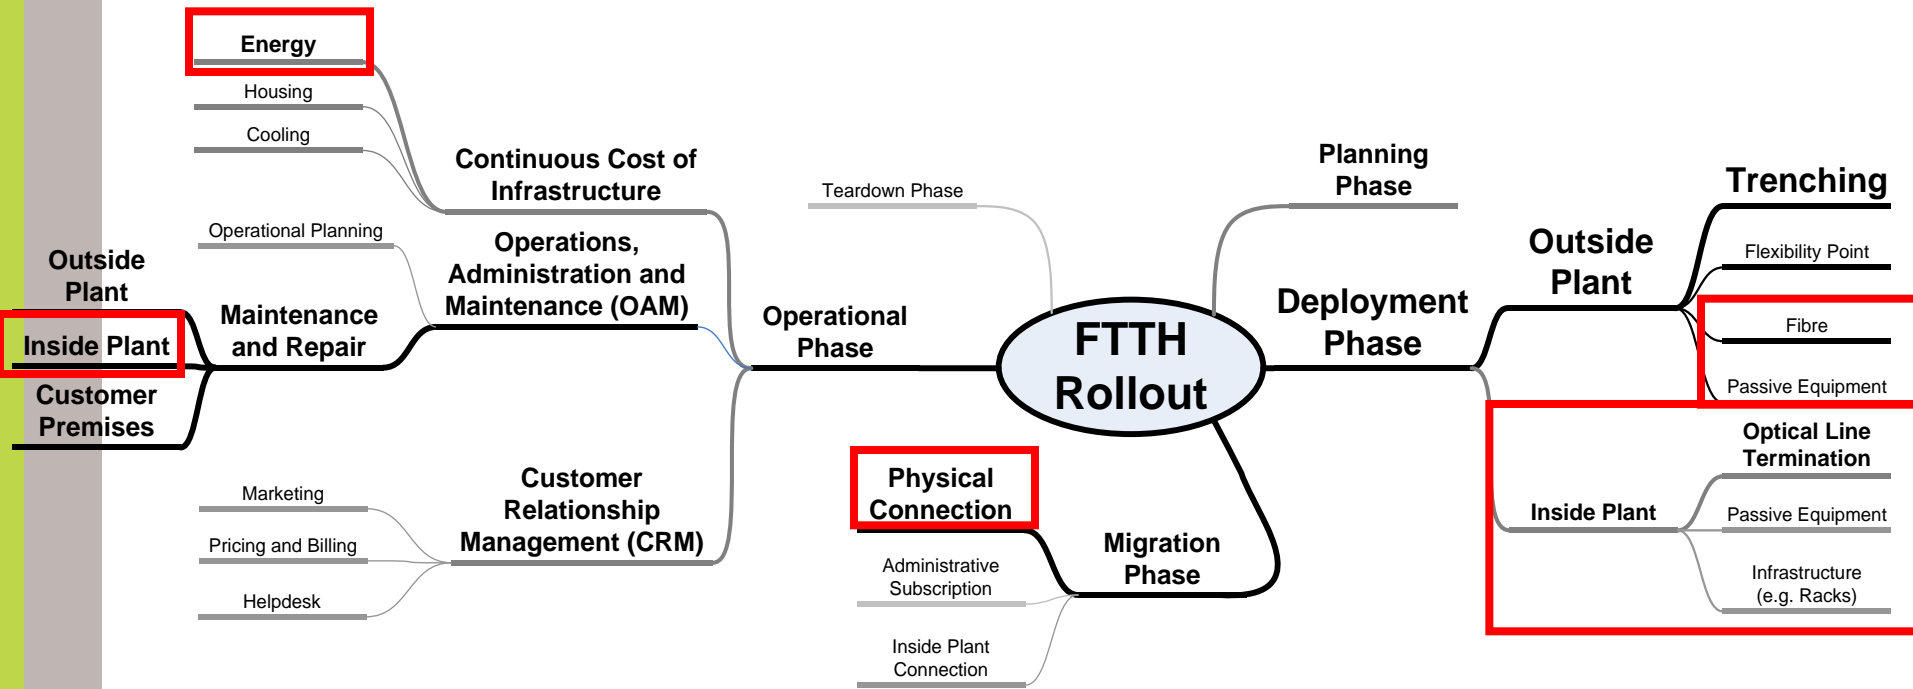 Energy
Housing
Cooling
Continuous Cost of
Infrastructure
Operational Planning
Operations,
Administration and
Maintenance (OAM)
Outside
Plant
Inside Plant
Customer
Premises
Maintenance
and Repair
Marketing
Pricing and Billing
Helpdesk
Customer
Relationship
Management (CRM)
Operational
Phase
Teardown Phase
FTTH
Rollout
Planning
Phase
Deployment
Phase
Outside
Plant
Trenching
Flexibility Point
Fibre
Passive Equipment
Inside Plant
Optical Line
Termination
Passive Equipment
Infrastructure
(e.g. Racks)
Physical
Connection
Administrative
Subscription
Inside Plant
Connection
Migration
Phase